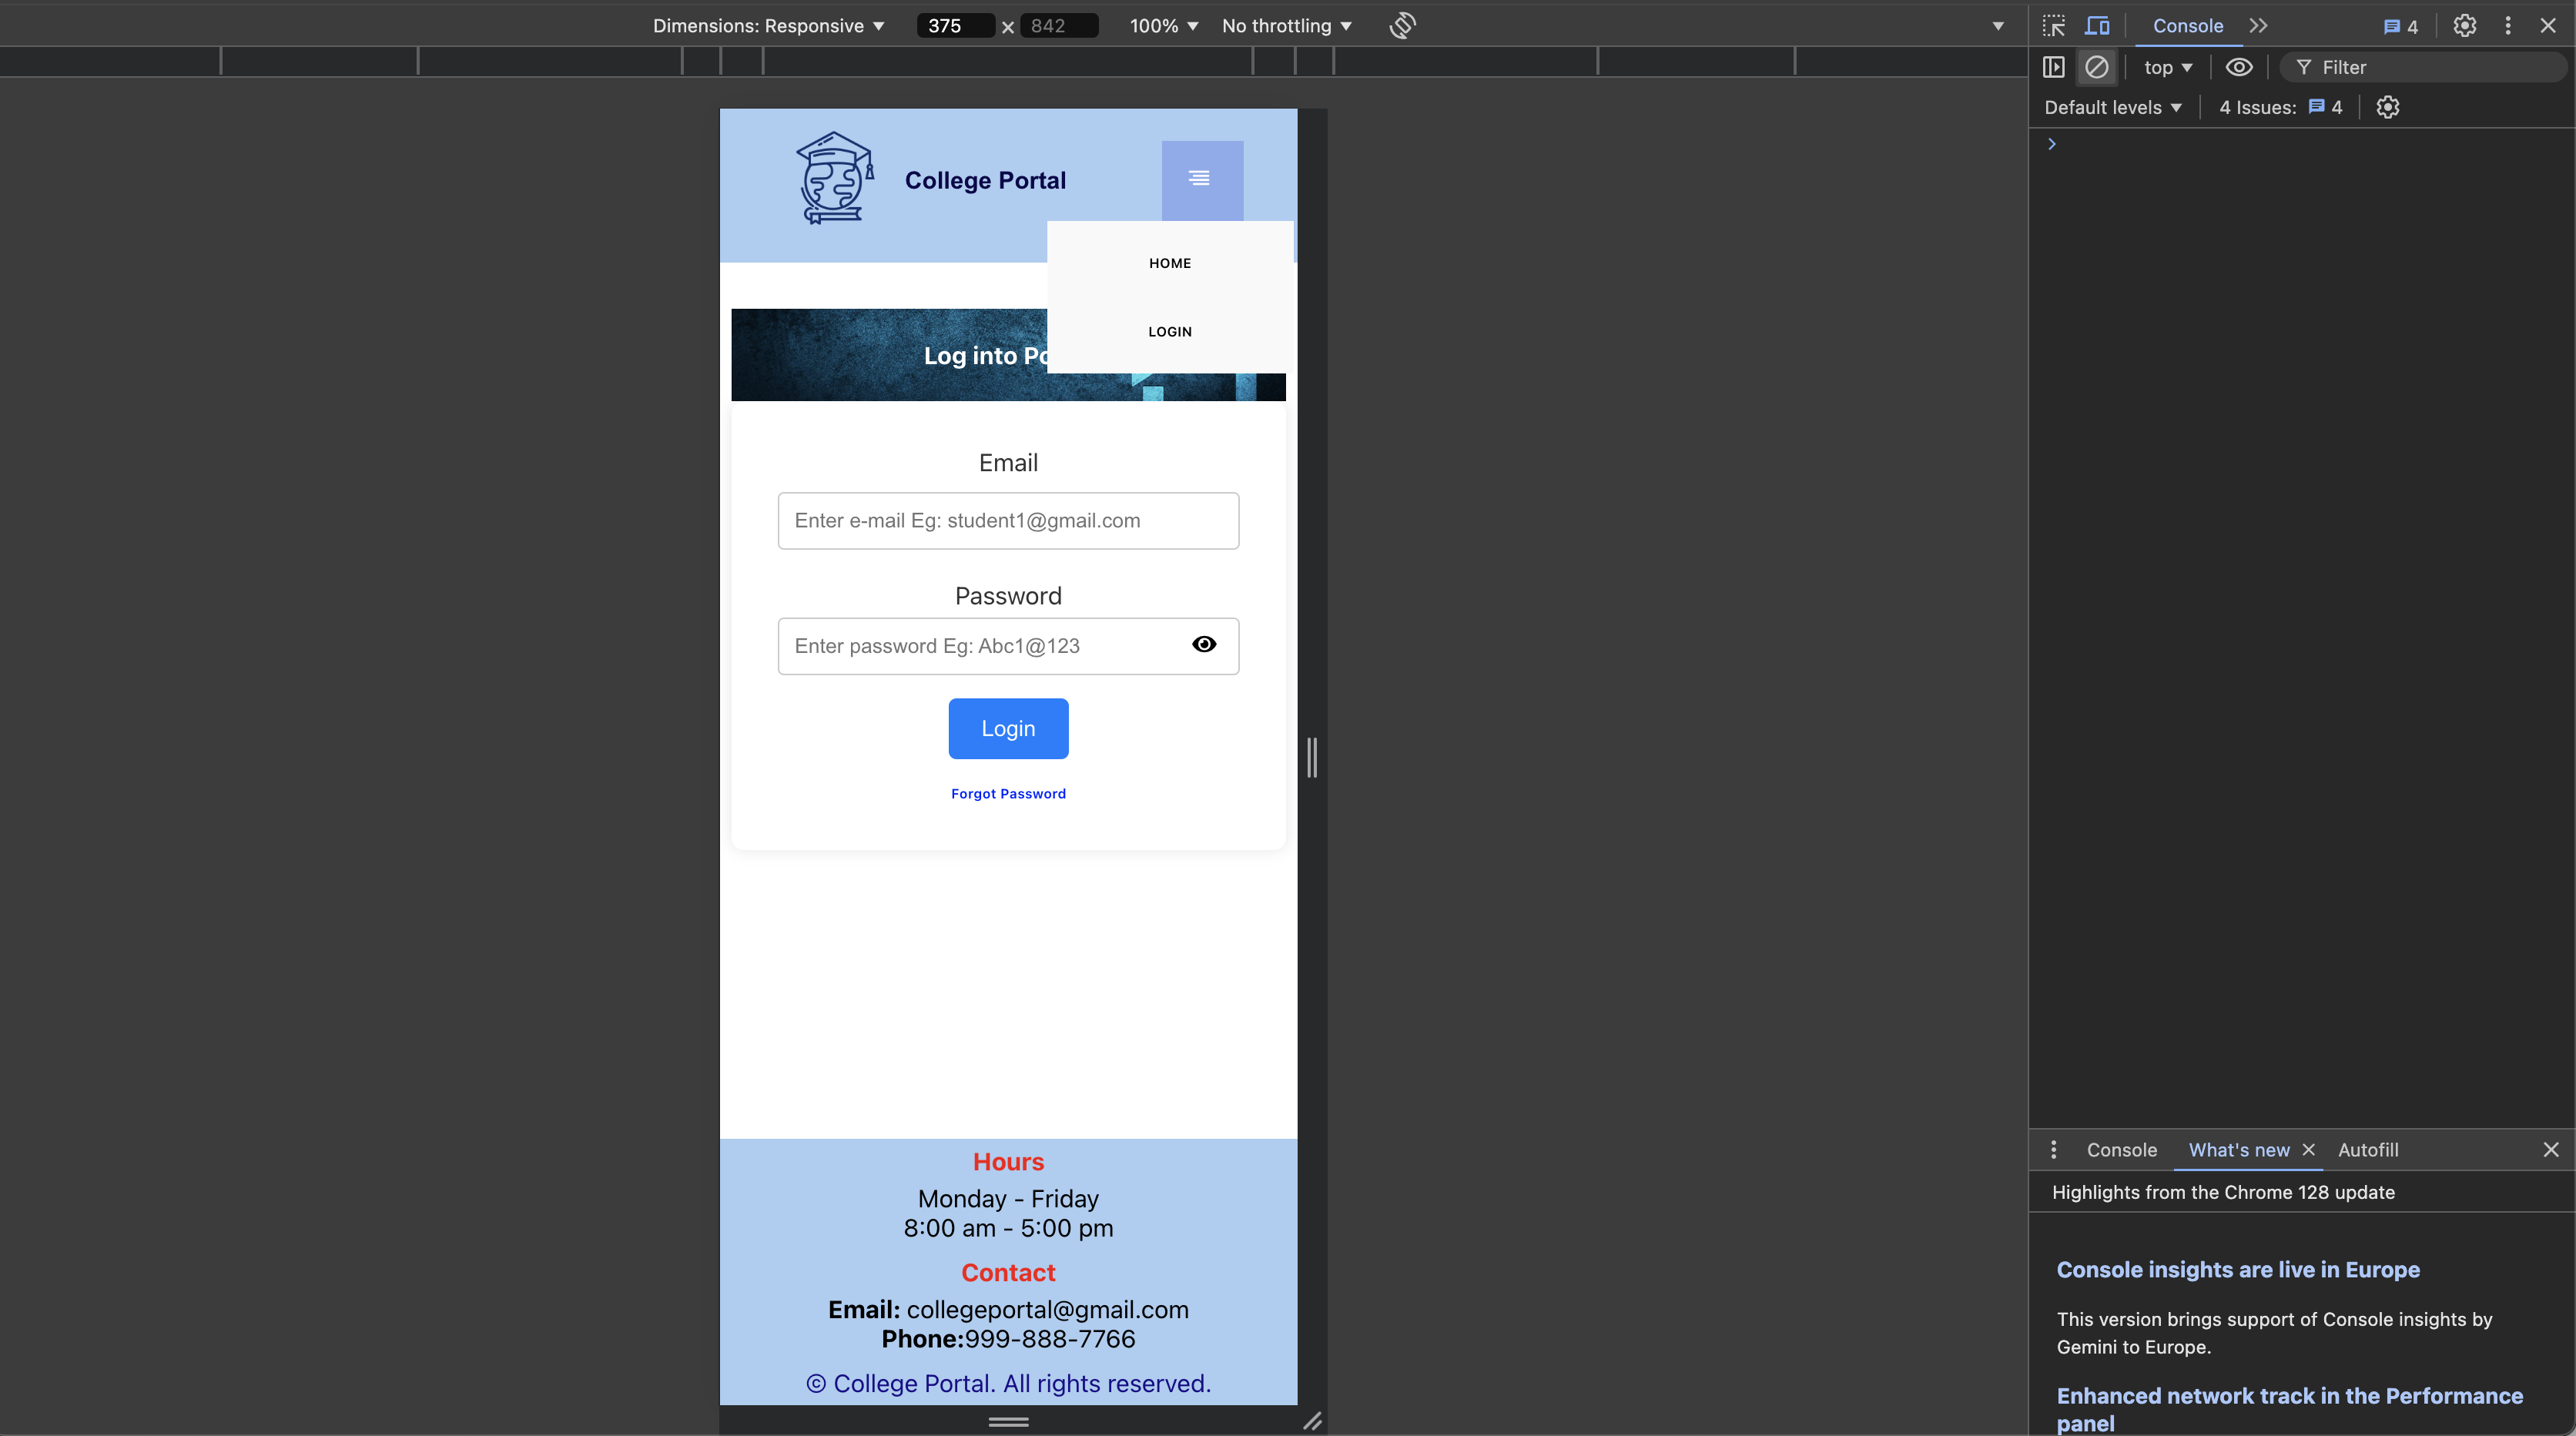 Dimensions: Responsive 375 × 842 100% No throttling
Console 4
top Filter
Default levels 4 Issues: 4
College Portal
HOME
LOGIN
Log into Po
Email
Enter e-mail Eg: student1@gmail.com
Password
Enter password Eg: Abc1@123
Login
Forgot Password
Hours
Monday - Friday
8:00 am - 5:00 pm
Contact
Email: collegeportal@gmail.com
Phone:999-888-7766
© College Portal. All rights reserved.
Console What's new Autofill
Highlights from the Chrome 128 update
Console insights are live in Europe
This version brings support of Console insights by
Gemini to Europe.
Enhanced network track in the Performance
panel